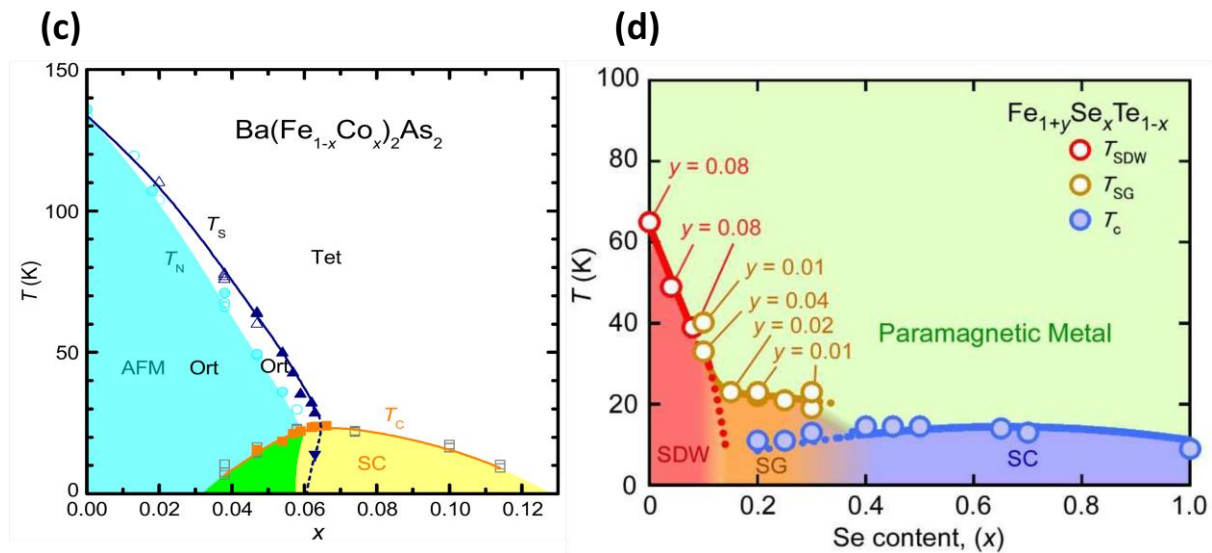 (c)
(d)
150
100
50
0
T (K)
Ba(Fe1-xCox)2As2
TS
TN
Tet
AFM
Ort
Ort
TC
SC
0.00
0.02
0.04
0.06
0.08
0.10
0.12
x
100
80
60
40
20
0
T (K)
Fe1+ySexTe1-x
TSDW
TSG
Tc
y = 0.08
y = 0.08
y = 0.01
y = 0.04
y = 0.02
y = 0.01
Paramagnetic Metal
SDW
SG
SC
0
0.2
0.4
0.6
0.8
1.0
Se content, (x)